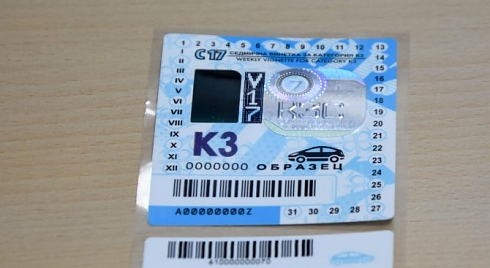 1 2 3 4 5 6 7 8 9 10 11 12 13
C17 СЕДМИЧНА ВИНЕТКА ЗА КАТЕГОРИЯ К3
WEEKLY VIGNETTE FOR CATEGORY K3
I II III IV V VI VII VIII IX X XI XII
14 15 16 17 18 19 20 21 22 23 24 25 26 27
V17
K3
0000000 ОБРАЗЕЦ
A00000000Z
31 30 29 28
610000000070